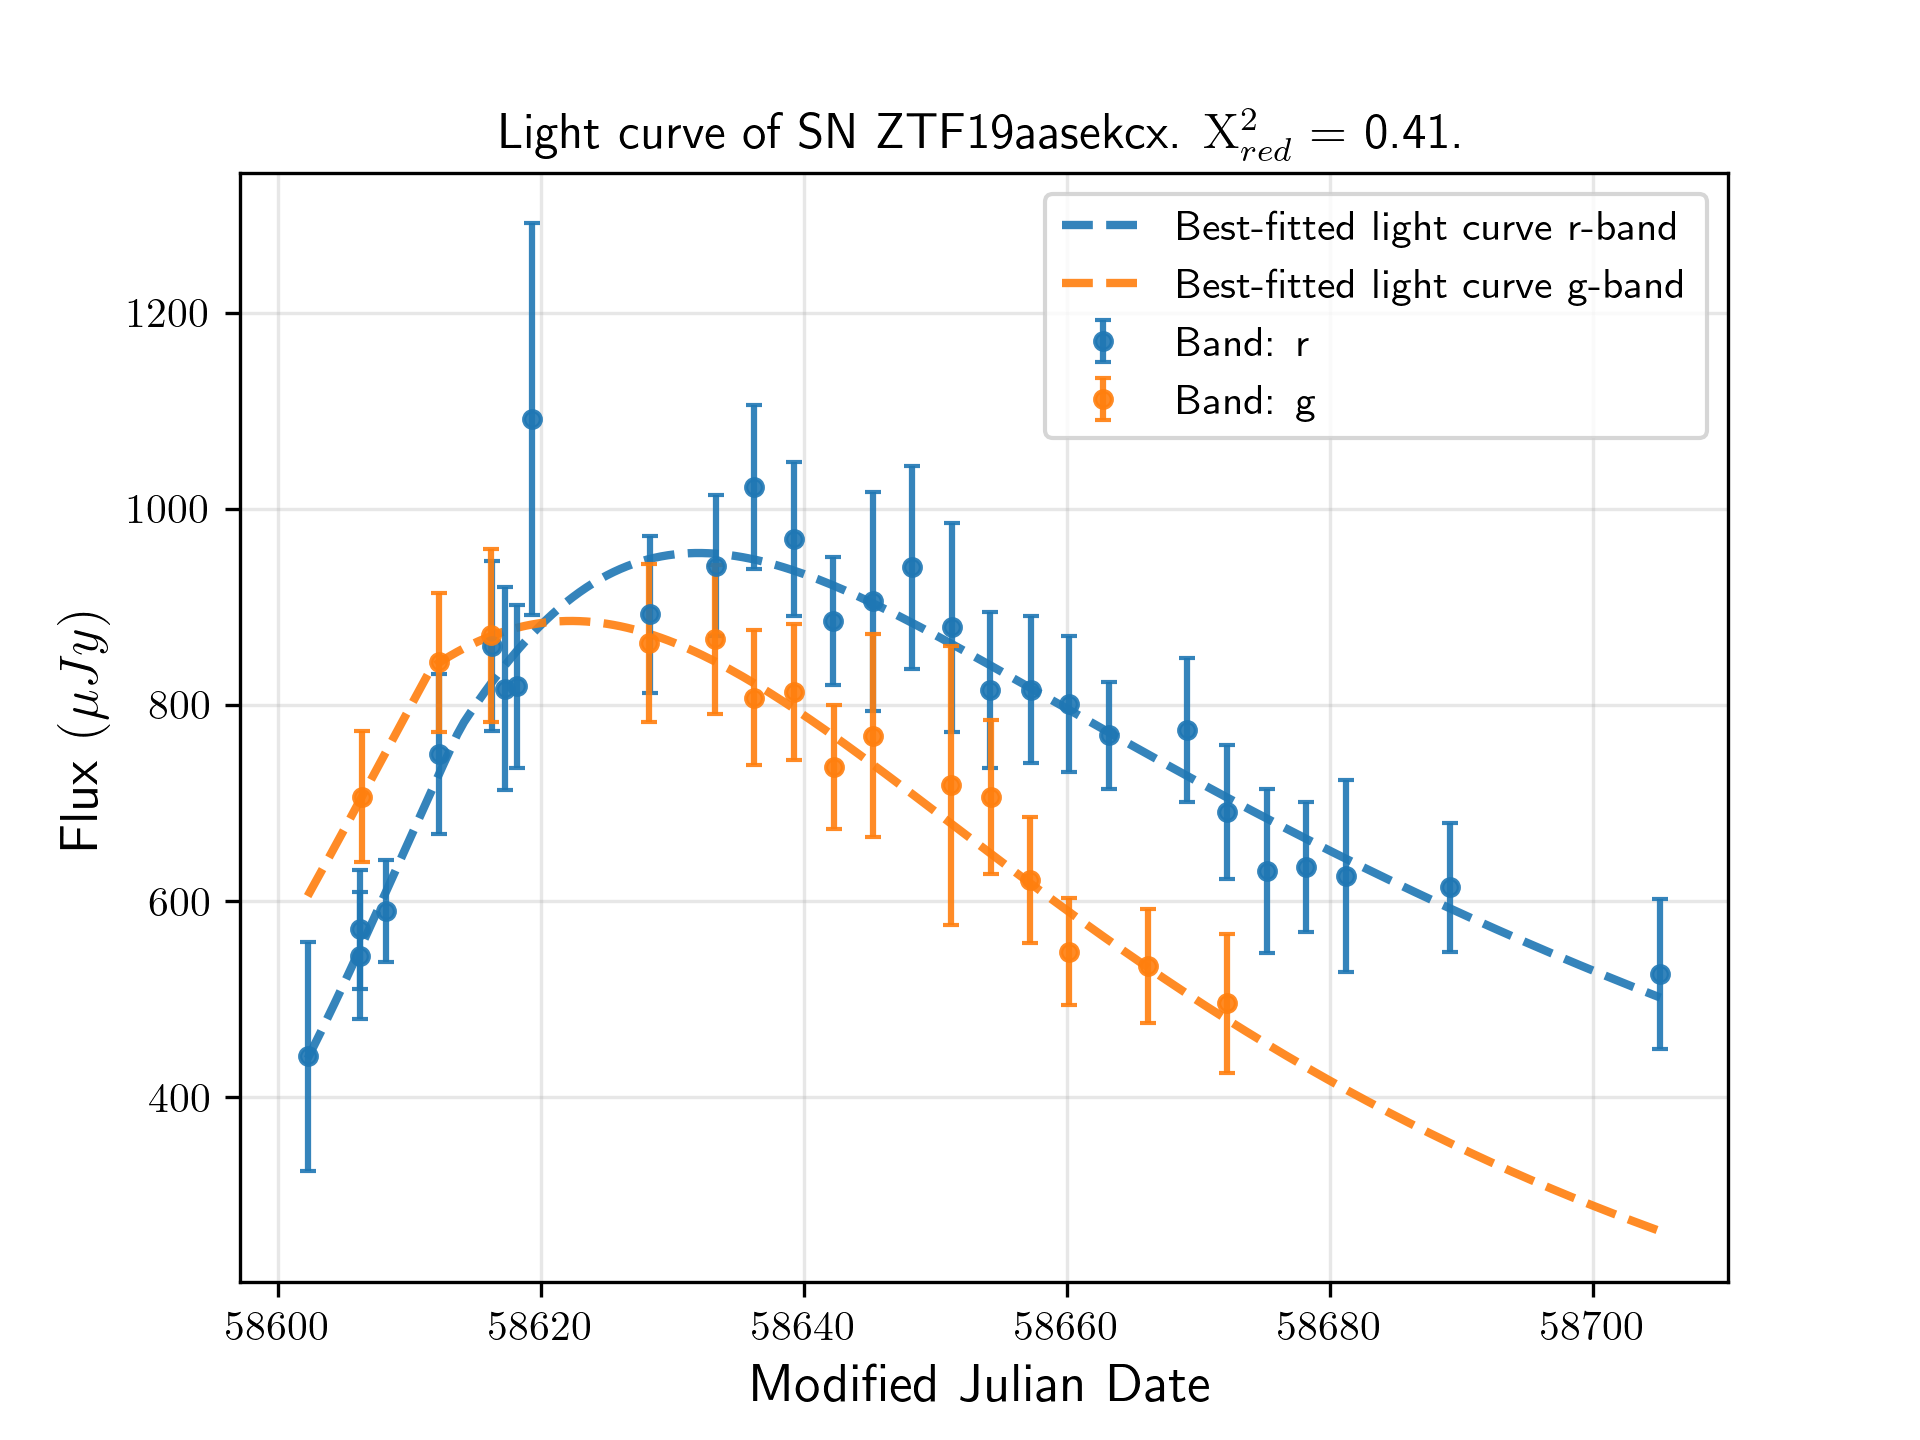 Light curve of SN ZTF19aasekcx. X²_red = 0.41.
Best-fitted light curve r-band
Best-fitted light curve g-band
Band: r
Band: g
1200
1000
800
600
400
Flux (μJy)
58600 58620 58640 58660 58680 58700
Modified Julian Date